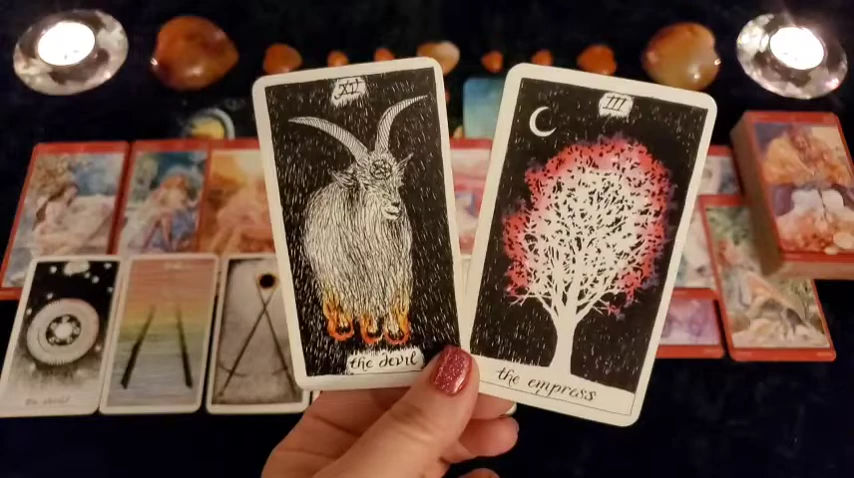 XV
the devil
III
the empress